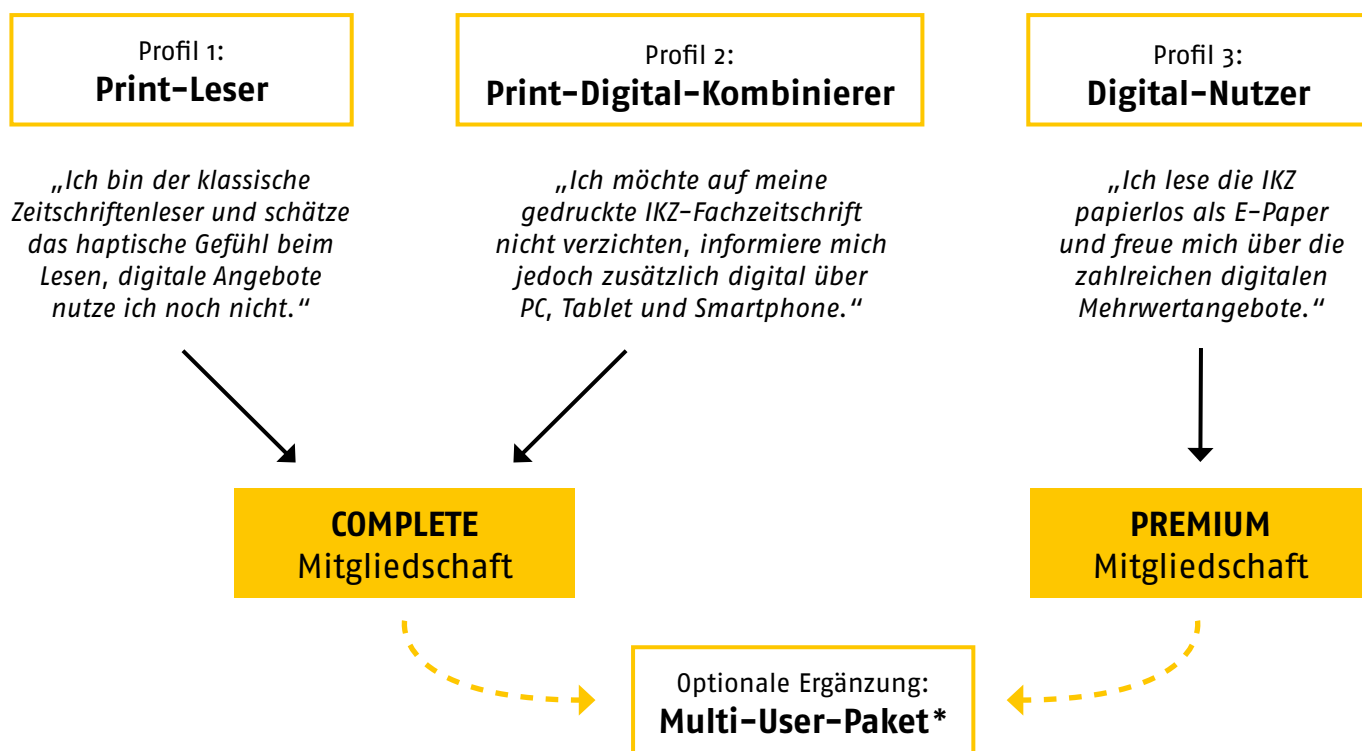 Profil 1:
Print-Leser
Profil 2:
Print-Digital-Kombinierer
Profil 3:
Digital-Nutzer
„Ich bin der klassische
Zeitschriftenleser und schätze
das haptische Gefühl beim
Lesen, digitale Angebote
nutze ich noch nicht.“
„Ich möchte auf meine
gedruckte IKZ-Fachzeitschrift
nicht verzichten, informiere mich
jedoch zusätzlich digital über
PC, Tablet und Smartphone.“
„Ich lese die IKZ
papierlos als E-Paper
und freue mich über die
zahlreichen digitalen
Mehrwertangebote.“
COMPLETE
Mitgliedschaft
PREMIUM
Mitgliedschaft
Optionale Ergänzung:
Multi-User-Paket*